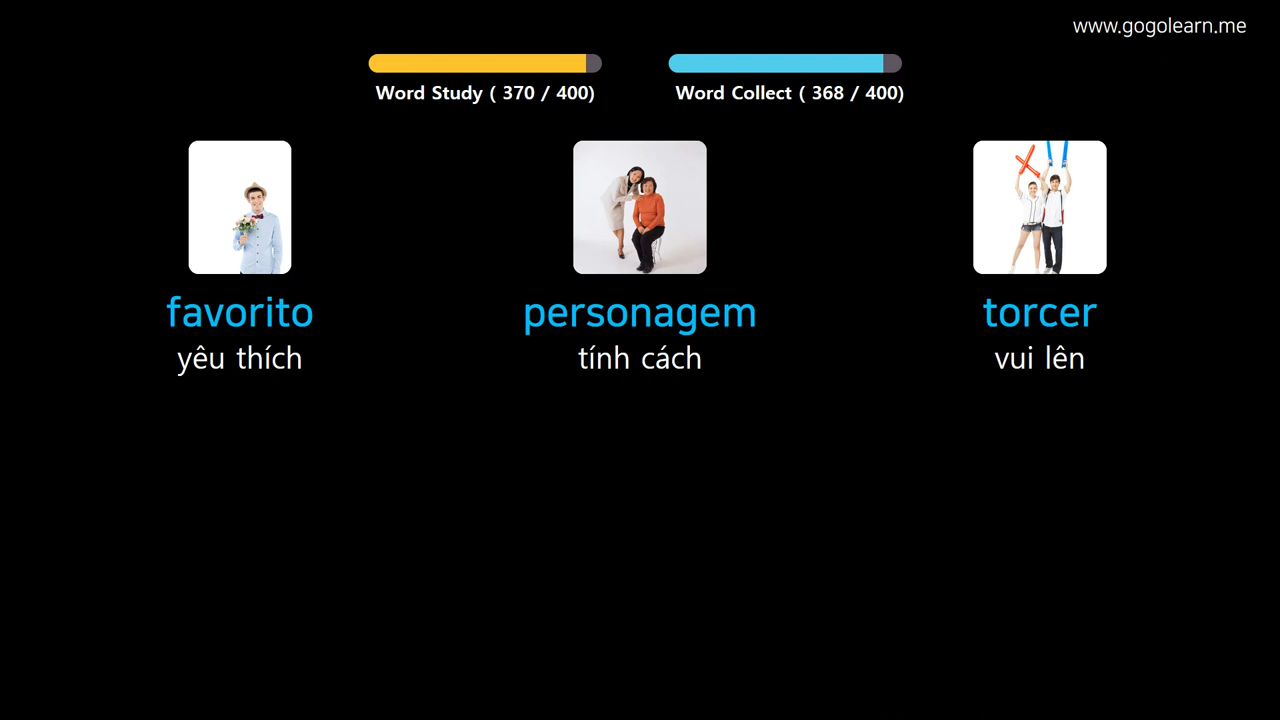 www.gogolearn.me
Word Study ( 370 / 400)
Word Collect ( 368 / 400)
favorito
personagem
torcer
yêu thích
tính cách
vui lên